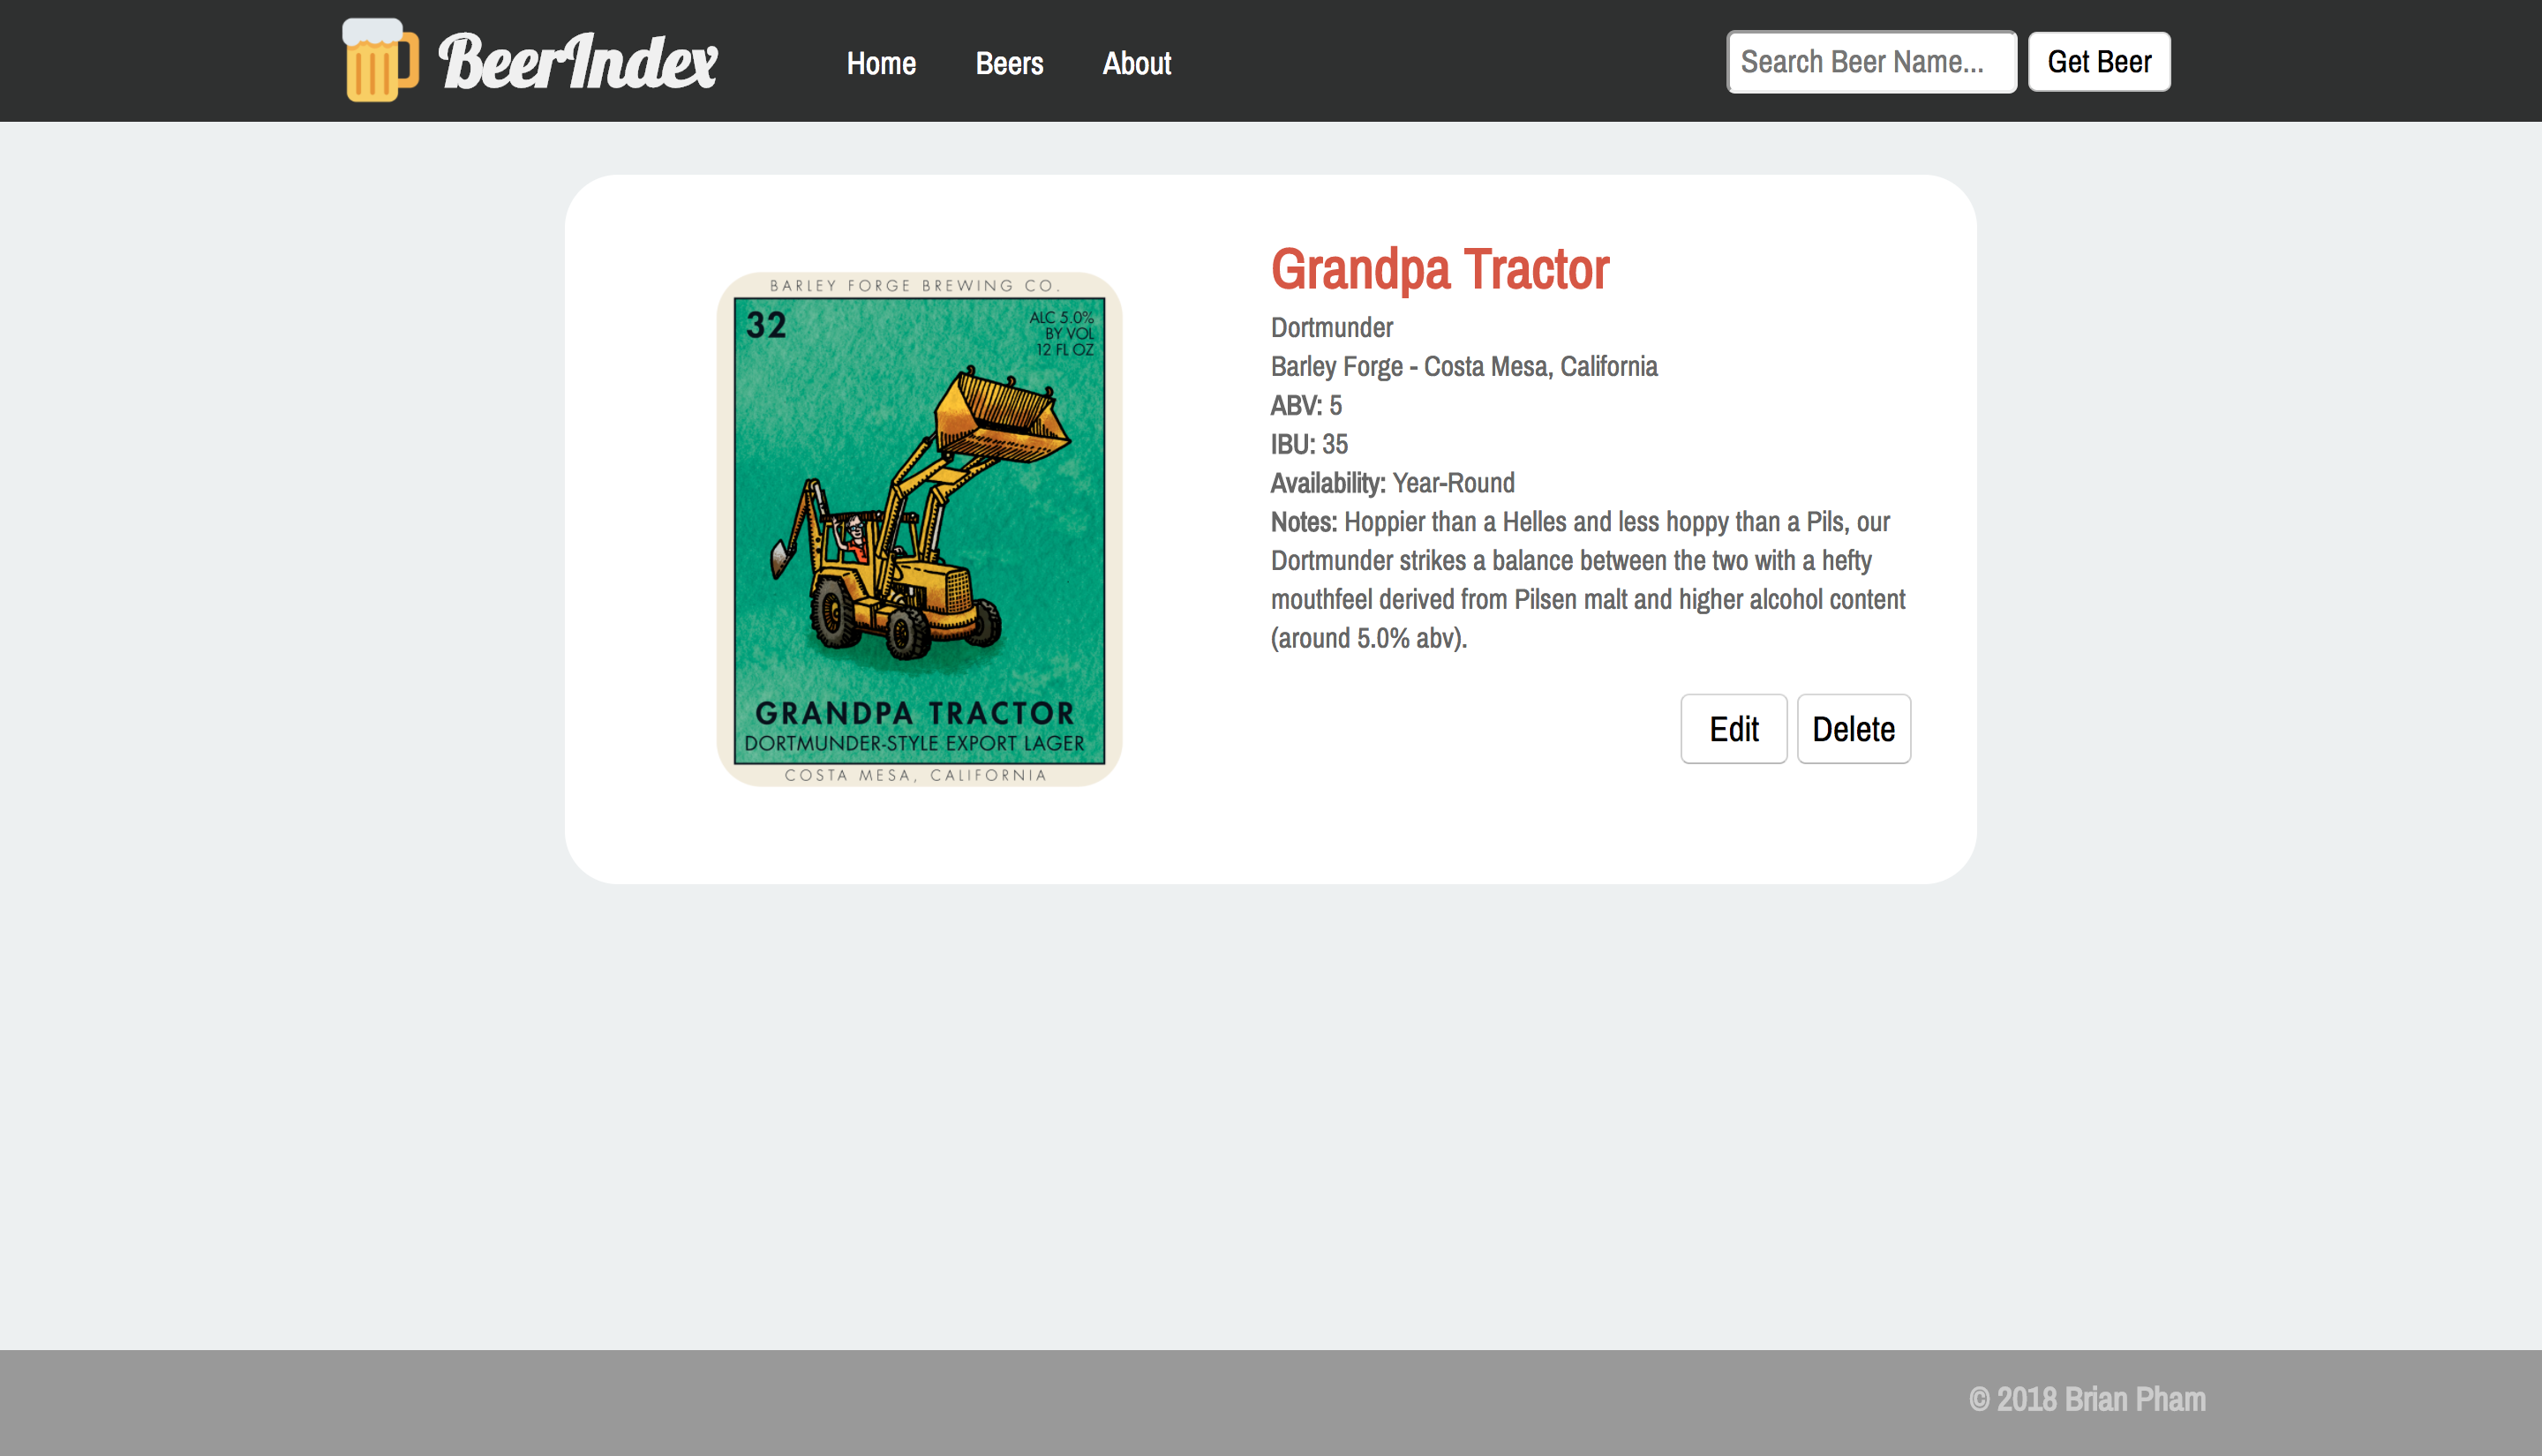 BeerIndex
Home
Beers
About
Search Beer Name...
Get Beer
BARLEY FORGE BREWING CO.
32
ALC 5.0%
BY VOL
12 FL OZ
GRANDPA TRACTOR
DORTMUNDER-STYLE EXPORT LAGER
COSTA MESA, CALIFORNIA
Grandpa Tractor
Dortmunder
Barley Forge - Costa Mesa, California
ABV: 5
IBU: 35
Availability: Year-Round
Notes: Hoppier than a Helles and less hoppy than a Pils, our
Dortmunder strikes a balance between the two with a hefty
mouthfeel derived from Pilsen malt and higher alcohol content
(around 5.0% abv).
Edit
Delete
© 2018 Brian Pham